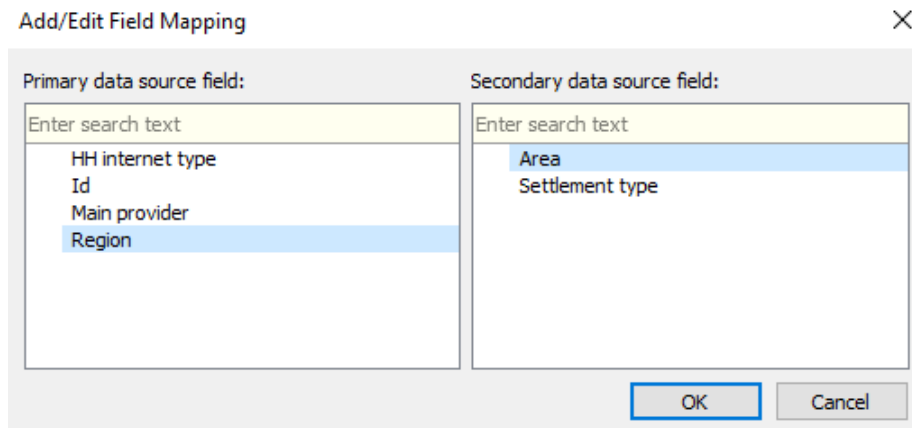 Add/Edit Field Mapping
Primary data source field:
Enter search text
HH internet type
Id
Main provider
Region
Secondary data source field:
Enter search text
Area
Settlement type
OK
Cancel